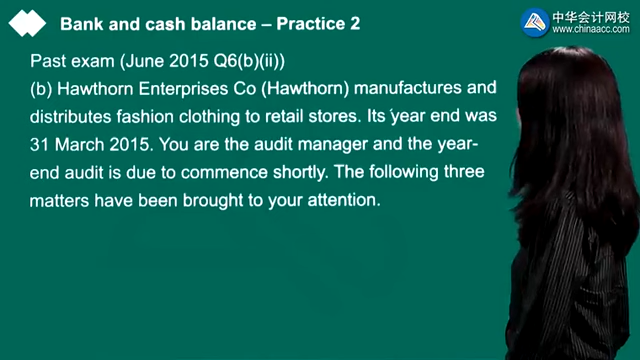 Bank and cash balance – Practice 2
中华会计网校
www.chinaacc.com
Past exam (June 2015 Q6(b)(ii))
(b) Hawthorn Enterprises Co (Hawthorn) manufactures and
distributes fashion clothing to retail stores. Its year end was
31 March 2015. You are the audit manager and the year-
end audit is due to commence shortly. The following three
matters have been brought to your attention.